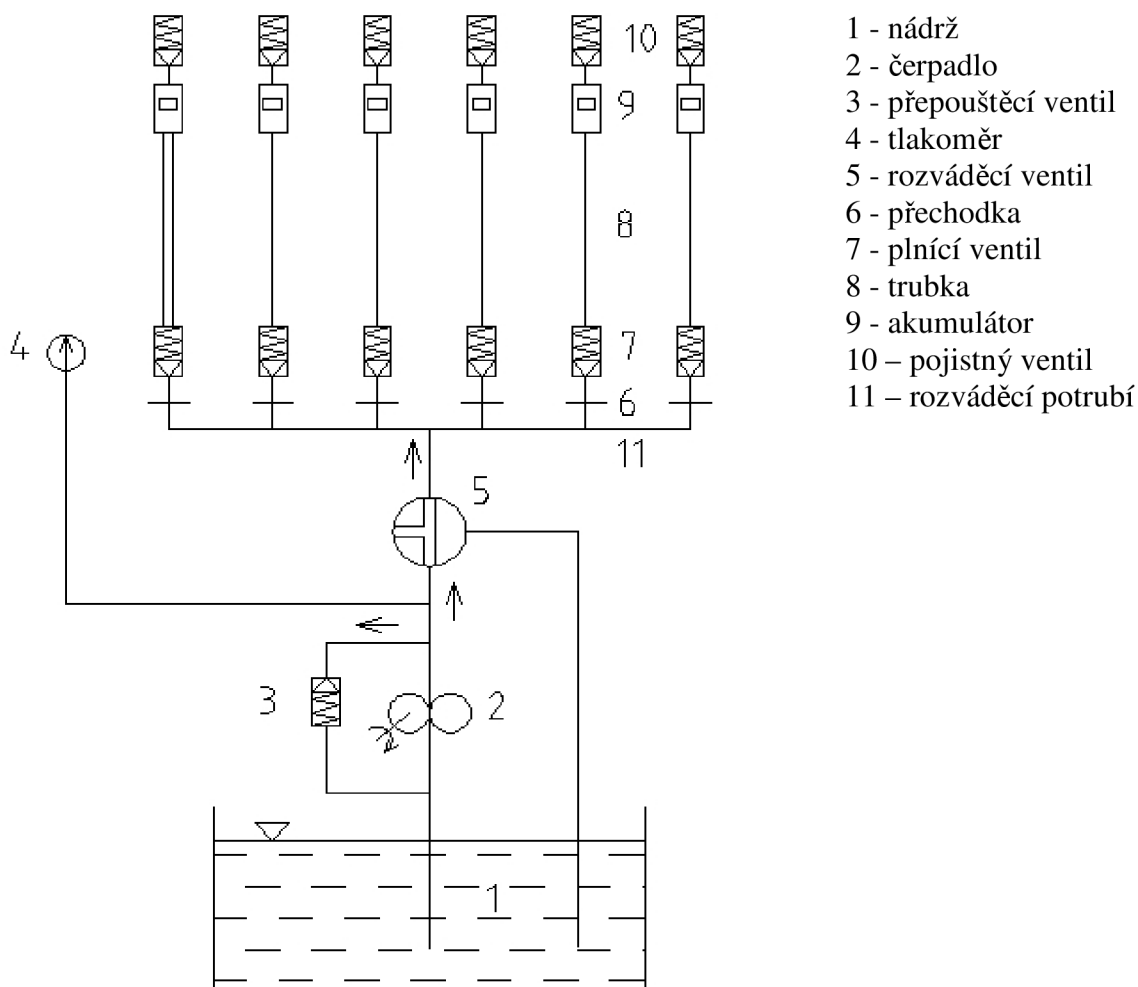 10
9
8
7
6
11
4
5
3
2
1
1 - nádrž
2 - čerpadlo
3 - přepouštěcí ventil
4 - tlakoměr
5 - rozváděcí ventil
6 - přechodka
7 - plnící ventil
8 - trubka
9 - akumulátor
10 – pojistný ventil
11 – rozváděcí potrubí